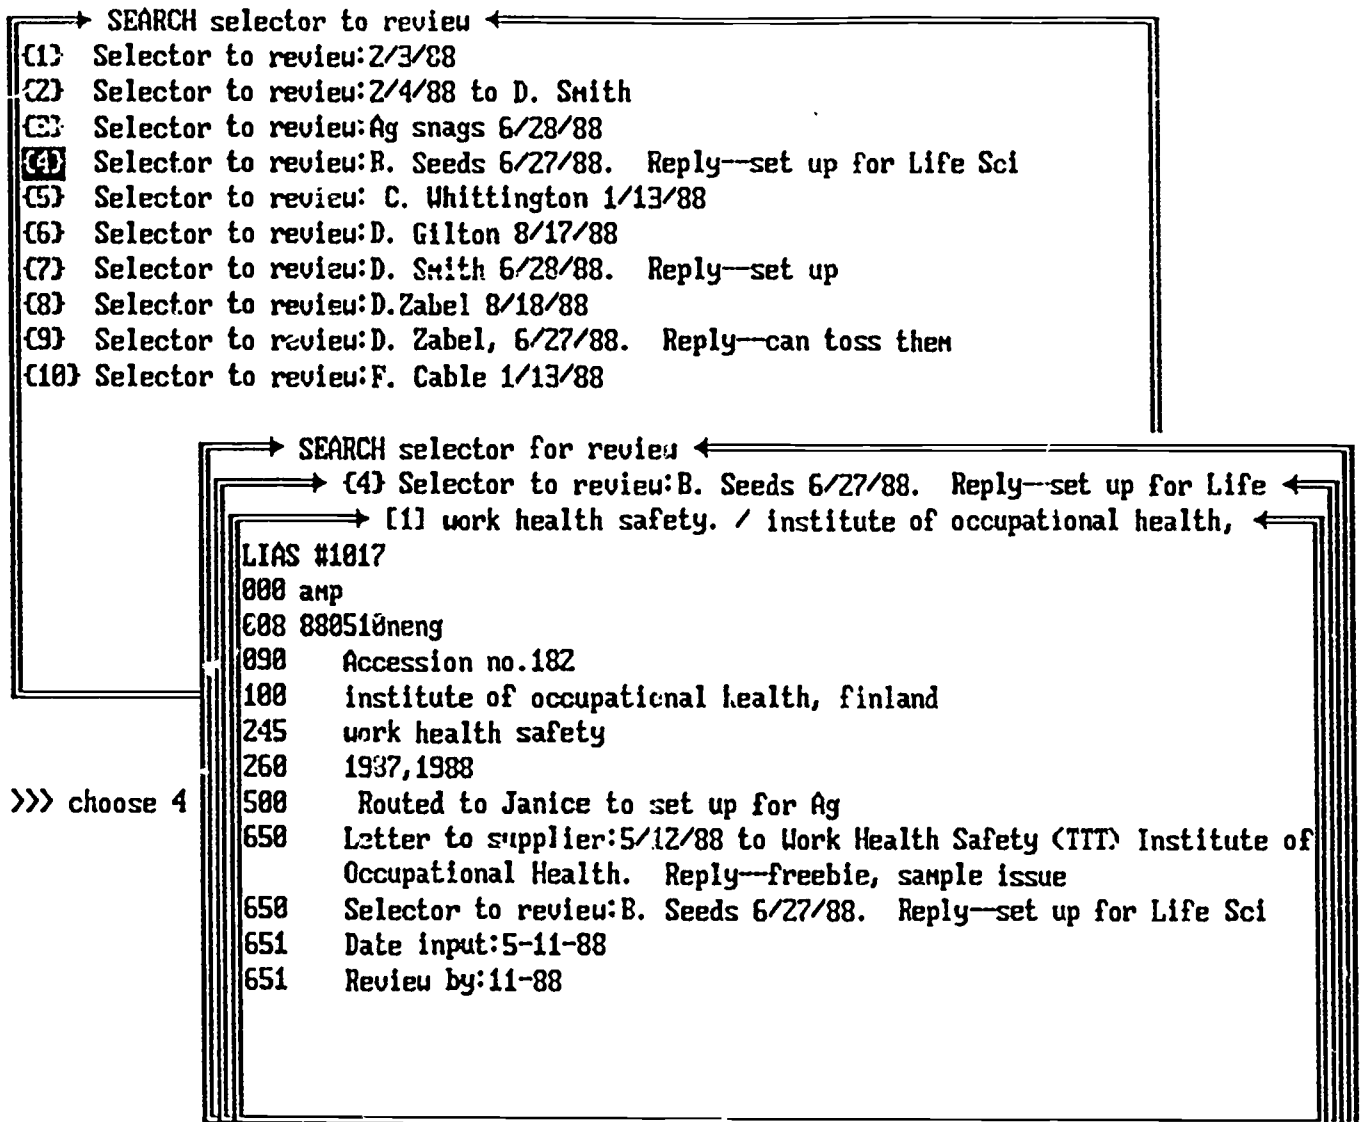 SEARCH selector to review
{1} Selector to review:2/3/88
{2} Selector to review:2/4/88 to D. Smith
{3} Selector to review:Ag snags 6/28/88
{4} Selector to review:B. Seeds 6/27/88. Reply--set up for Life Sci
{5} Selector to review: C. Whittington 1/13/88
{6} Selector to review:D. Gilton 8/17/88
{7} Selector to review:D. Smith 6/28/88. Reply--set up
{8} Selector to review:D.Zabel 8/18/88
{9} Selector to review:D. Zabel, 6/27/88. Reply--can toss them
{10} Selector to review:F. Cable 1/13/88
SEARCH selector for review
{4} Selector to review:B. Seeds 6/27/88. Reply--set up for Life
[1] work health safety. / institute of occupational health,
LIAS #1017
000 amp
008 880510neng
090 Accession no.182
100 institute of occupational health, finland
245 work health safety
260 1987,1988
>>> choose 4
500 Routed to Janice to set up for Ag
650 Letter to supplier:5/12/88 to Work Health Safety (TTT) Institute of
Occupational Health. Reply--freebie, sample issue
650 Selector to review:B. Seeds 6/27/88. Reply--set up for Life Sci
651 Date input:5-11-88
651 Review by:11-88